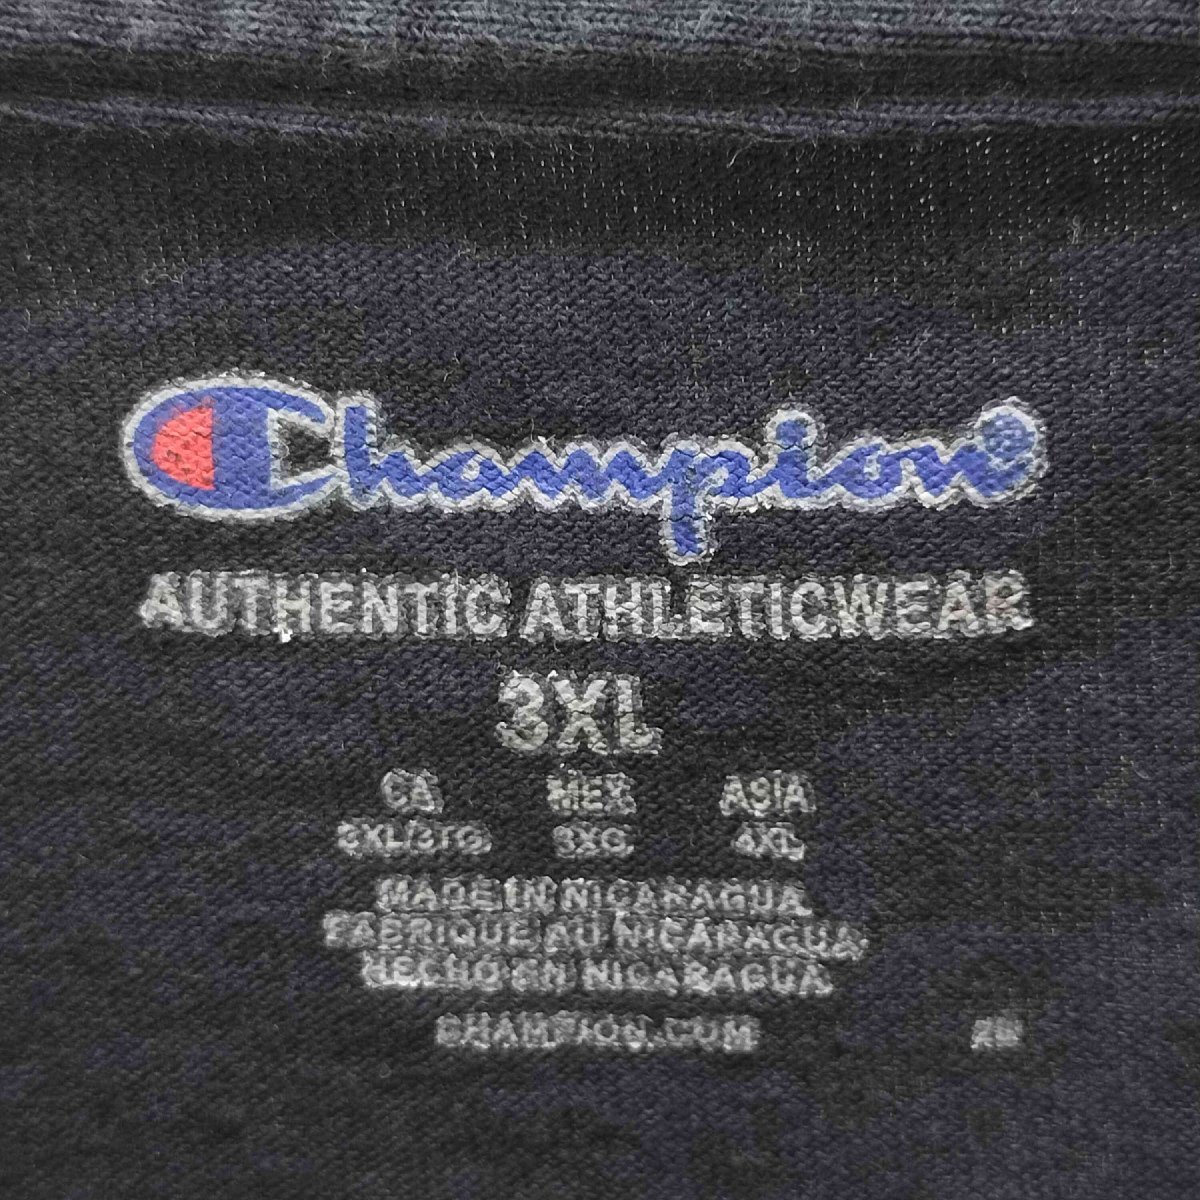 Champion®
AUTHENTIC ATHLETICWEAR
3XL
CA MEX ASIA
3XL/3TG 3XG 4XL
MADE IN NICARAGUA
FABRIQUE AU NICARAGUA
HECHO EN NICARAGUA
CHAMPION.COM